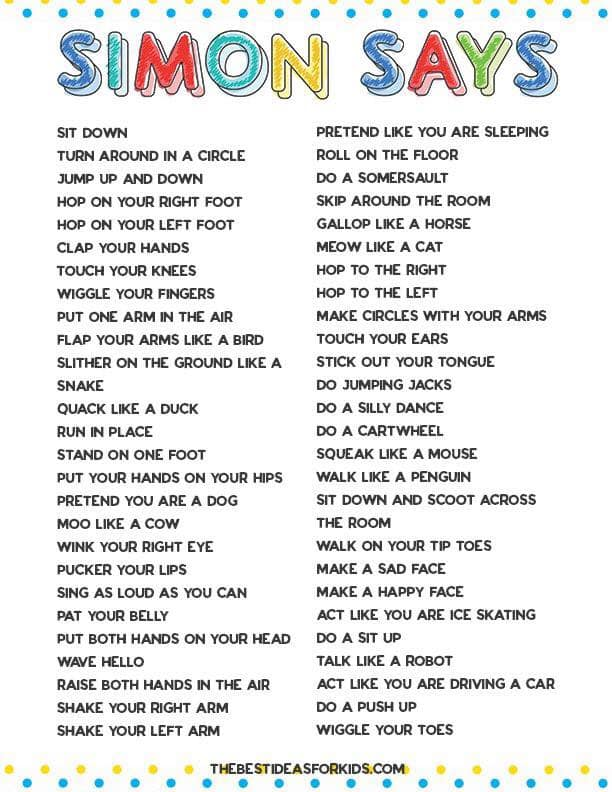 SIMON SAYS
SIT DOWN
TURN AROUND IN A CIRCLE
JUMP UP AND DOWN
HOP ON YOUR RIGHT FOOT
HOP ON YOUR LEFT FOOT
CLAP YOUR HANDS
TOUCH YOUR KNEES
WIGGLE YOUR FINGERS
PUT ONE ARM IN THE AIR
FLAP YOUR ARMS LIKE A BIRD
SLITHER ON THE GROUND LIKE A
SNAKE
QUACK LIKE A DUCK
RUN IN PLACE
STAND ON ONE FOOT
PUT YOUR HANDS ON YOUR HIPS
PRETEND YOU ARE A DOG
MOO LIKE A COW
WINK YOUR RIGHT EYE
PUCKER YOUR LIPS
SING AS LOUD AS YOU CAN
PAT YOUR BELLY
PUT BOTH HANDS ON YOUR HEAD
WAVE HELLO
RAISE BOTH HANDS IN THE AIR
SHAKE YOUR RIGHT ARM
SHAKE YOUR LEFT ARM
PRETEND LIKE YOU ARE SLEEPING
ROLL ON THE FLOOR
DO A SOMERSAULT
SKIP AROUND THE ROOM
GALLOP LIKE A HORSE
MEOW LIKE A CAT
HOP TO THE RIGHT
HOP TO THE LEFT
MAKE CIRCLES WITH YOUR ARMS
TOUCH YOUR EARS
STICK OUT YOUR TONGUE
DO JUMPING JACKS
DO A SILLY DANCE
DO A CARTWHEEL
SQUEAK LIKE A MOUSE
WALK LIKE A PENGUIN
SIT DOWN AND SCOOT ACROSS
THE ROOM
WALK ON YOUR TIP TOES
MAKE A SAD FACE
MAKE A HAPPY FACE
ACT LIKE YOU ARE ICE SKATING
DO A SIT UP
TALK LIKE A ROBOT
ACT LIKE YOU ARE DRIVING A CAR
DO A PUSH UP
WIGGLE YOUR TOES
THEBESTIDEASFORKIDS.COM